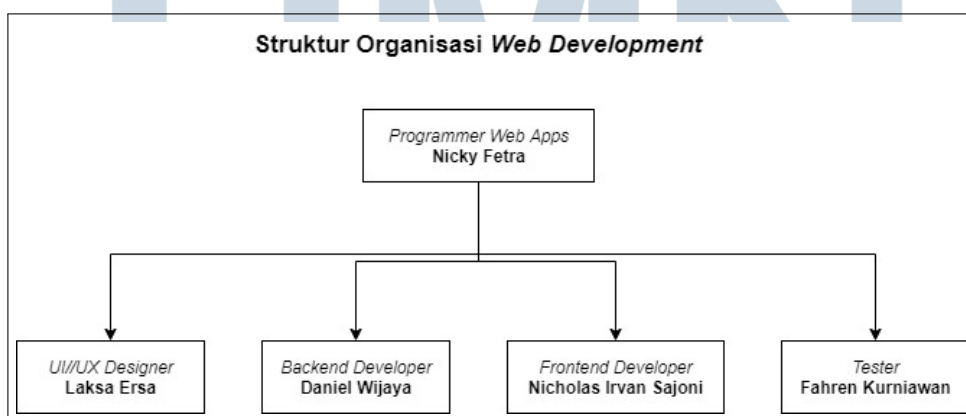 Struktur Organisasi Web Development
Programmer Web Apps
Nicky Fetra
UI//UX Designer
Laksa Ersa
Backend Developer
Daniel Wijaya
Frontend Developer
Nicholas Irvan Sajoni
Tester
Fahren Kurniawan